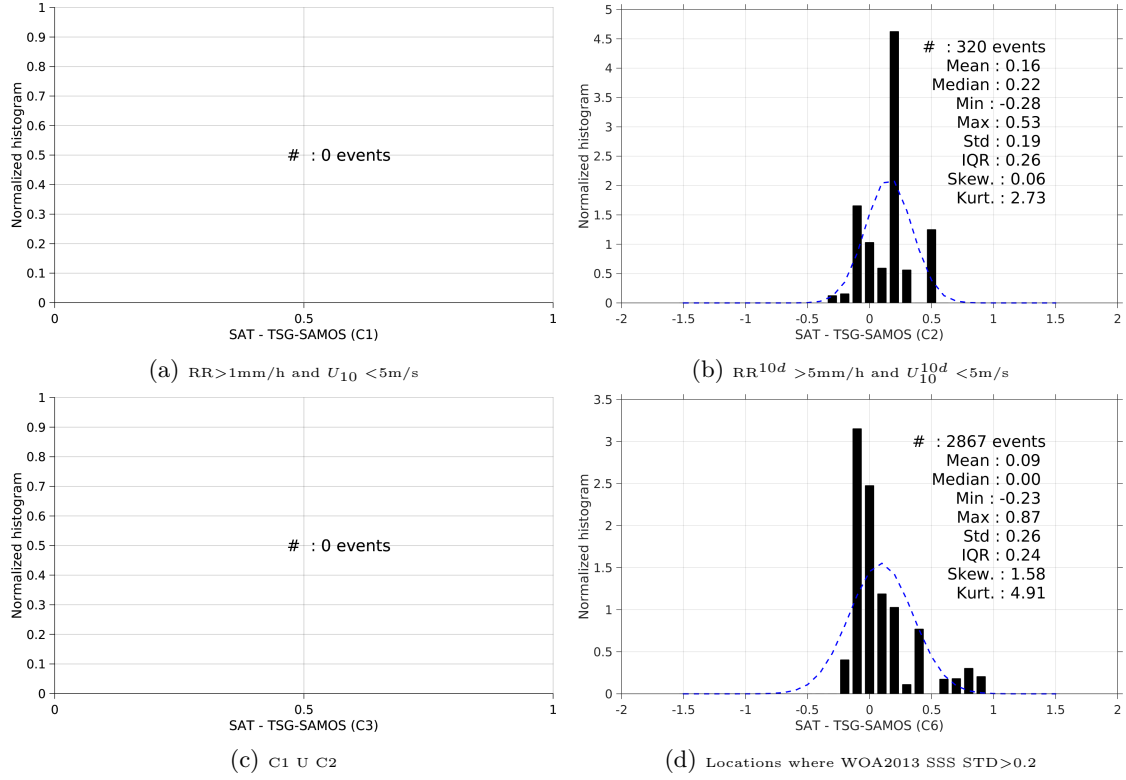 1
0.9
0.8
0.7
0.6
0.5
0.4
0.3
0.2
0.1
0
Normalized histogram
# : 0 events
0 0.5 1
SAT - TSG-SAMOS (C1)
(a) RR>1mm/h and U10 <5m/s
5
4.5
4
3.5
3
2.5
2
1.5
1
0.5
0
Normalized histogram
# : 320 events
Mean : 0.16
Median : 0.22
Min : -0.28
Max : 0.53
Std : 0.19
IQR : 0.26
Skew. : 0.06
Kurt. : 2.73
-2 -1.5 -1 -0.5 0 0.5 1 1.5 2
SAT - TSG-SAMOS (C2)
(b) RR10d >5mm/h and U10d10 <5m/s
1
0.9
0.8
0.7
0.6
0.5
0.4
0.3
0.2
0.1
0
Normalized histogram
# : 0 events
0 0.5 1
SAT - TSG-SAMOS (C3)
(c) C1 U C2
3.5
3
2.5
2
1.5
1
0.5
0
Normalized histogram
# : 2867 events
Mean : 0.09
Median : 0.00
Min : -0.23
Max : 0.87
Std : 0.26
IQR : 0.24
Skew. : 1.58
Kurt. : 4.91
-2 -1.5 -1 -0.5 0 0.5 1 1.5 2
SAT - TSG-SAMOS (C6)
(d) Locations where WOA2013 SSS STD>0.2